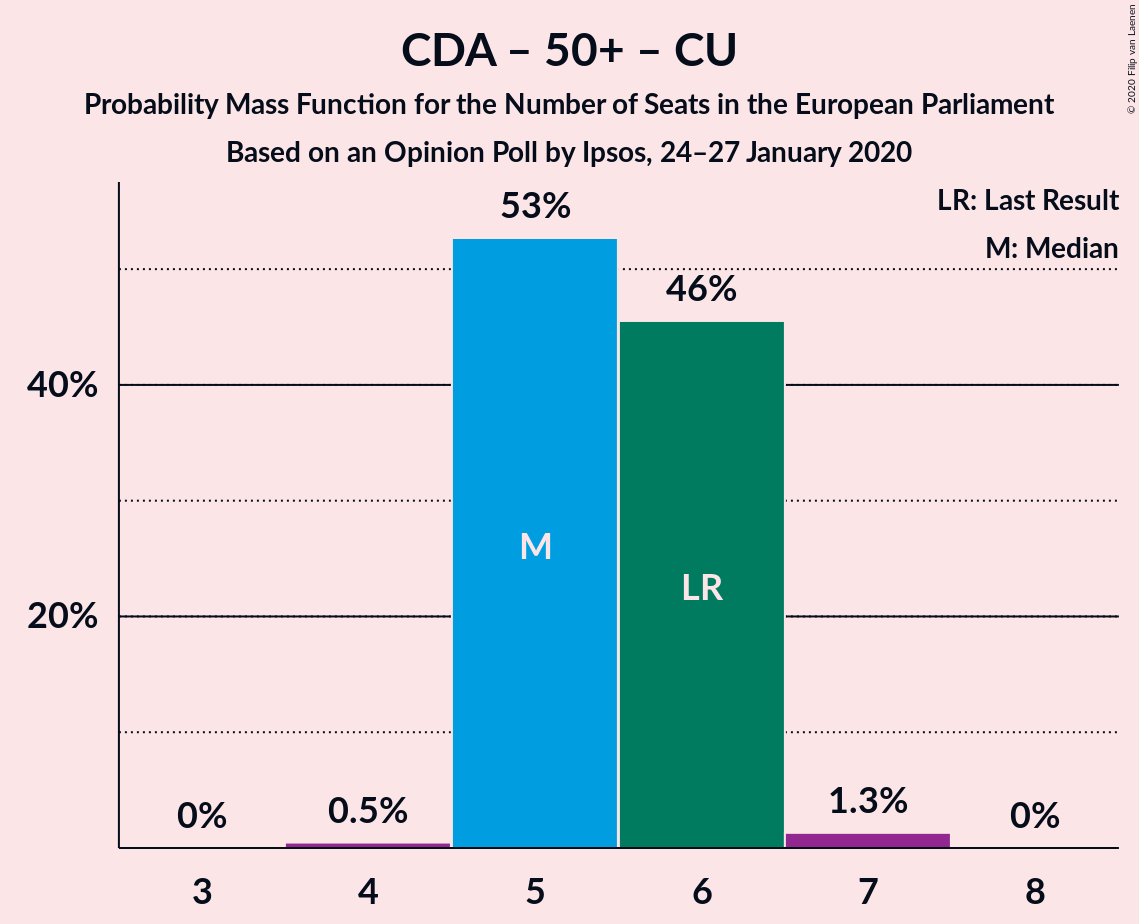 CDA – 50+ – CU
Probability Mass Function for the Number of Seats in the European Parliament
Based on an Opinion Poll by Ipsos, 24–27 January 2020
© 2020 Filip van Laenen
LR: Last Result
M: Median
53%
46%
40%
M
LR
20%
0%
0.5%
1.3%
0%
3 4 5 6 7 8